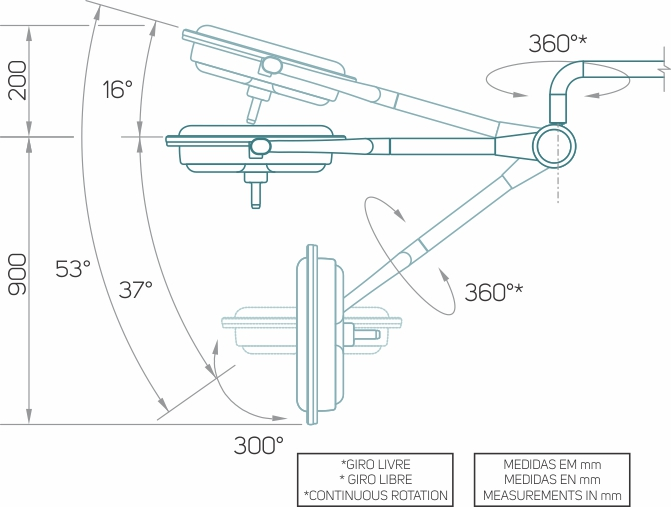 360°*
200
16°
53°
900
37°
360°*
300°
*GIRO LIVRE
* GIRO LIBRE
*CONTINUOUS ROTATION
MEDIDAS EM mm
MEDIDAS EN mm
MEASUREMENTS IN mm